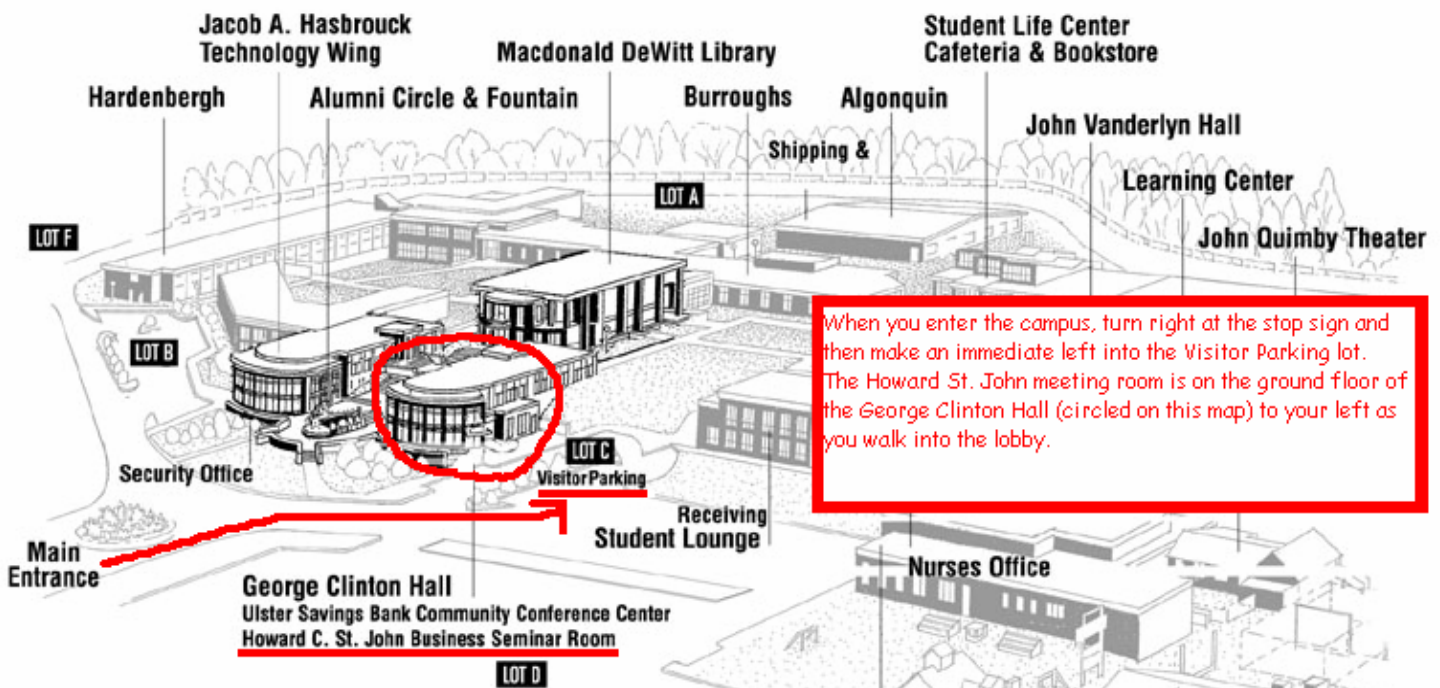 Jacob A. Hasbrouck
Technology Wing
Student Life Center
Cafeteria & Bookstore
Macdonald DeWitt Library
Hardenbergh
Alumni Circle & Fountain
Burroughs
Algonquin
John Vanderlyn Hall
Shipping &
Learning Center
LOT A
LOT F
John Quimby Theater
When you enter the campus, turn right at the stop sign and
then make an immediate left into the Visitor Parking lot.
The Howard St. John meeting room is on the ground floor of
the George Clinton Hall (circled on this map) to your left as
you walk into the lobby.
LOT B
LOT C
Visitor Parking
Security Office
Receiving
Student Lounge
Main
Entrance
Nurses Office
George Clinton Hall
Ulster Savings Bank Community Conference Center
Howard C. St. John Business Seminar Room
LOT D